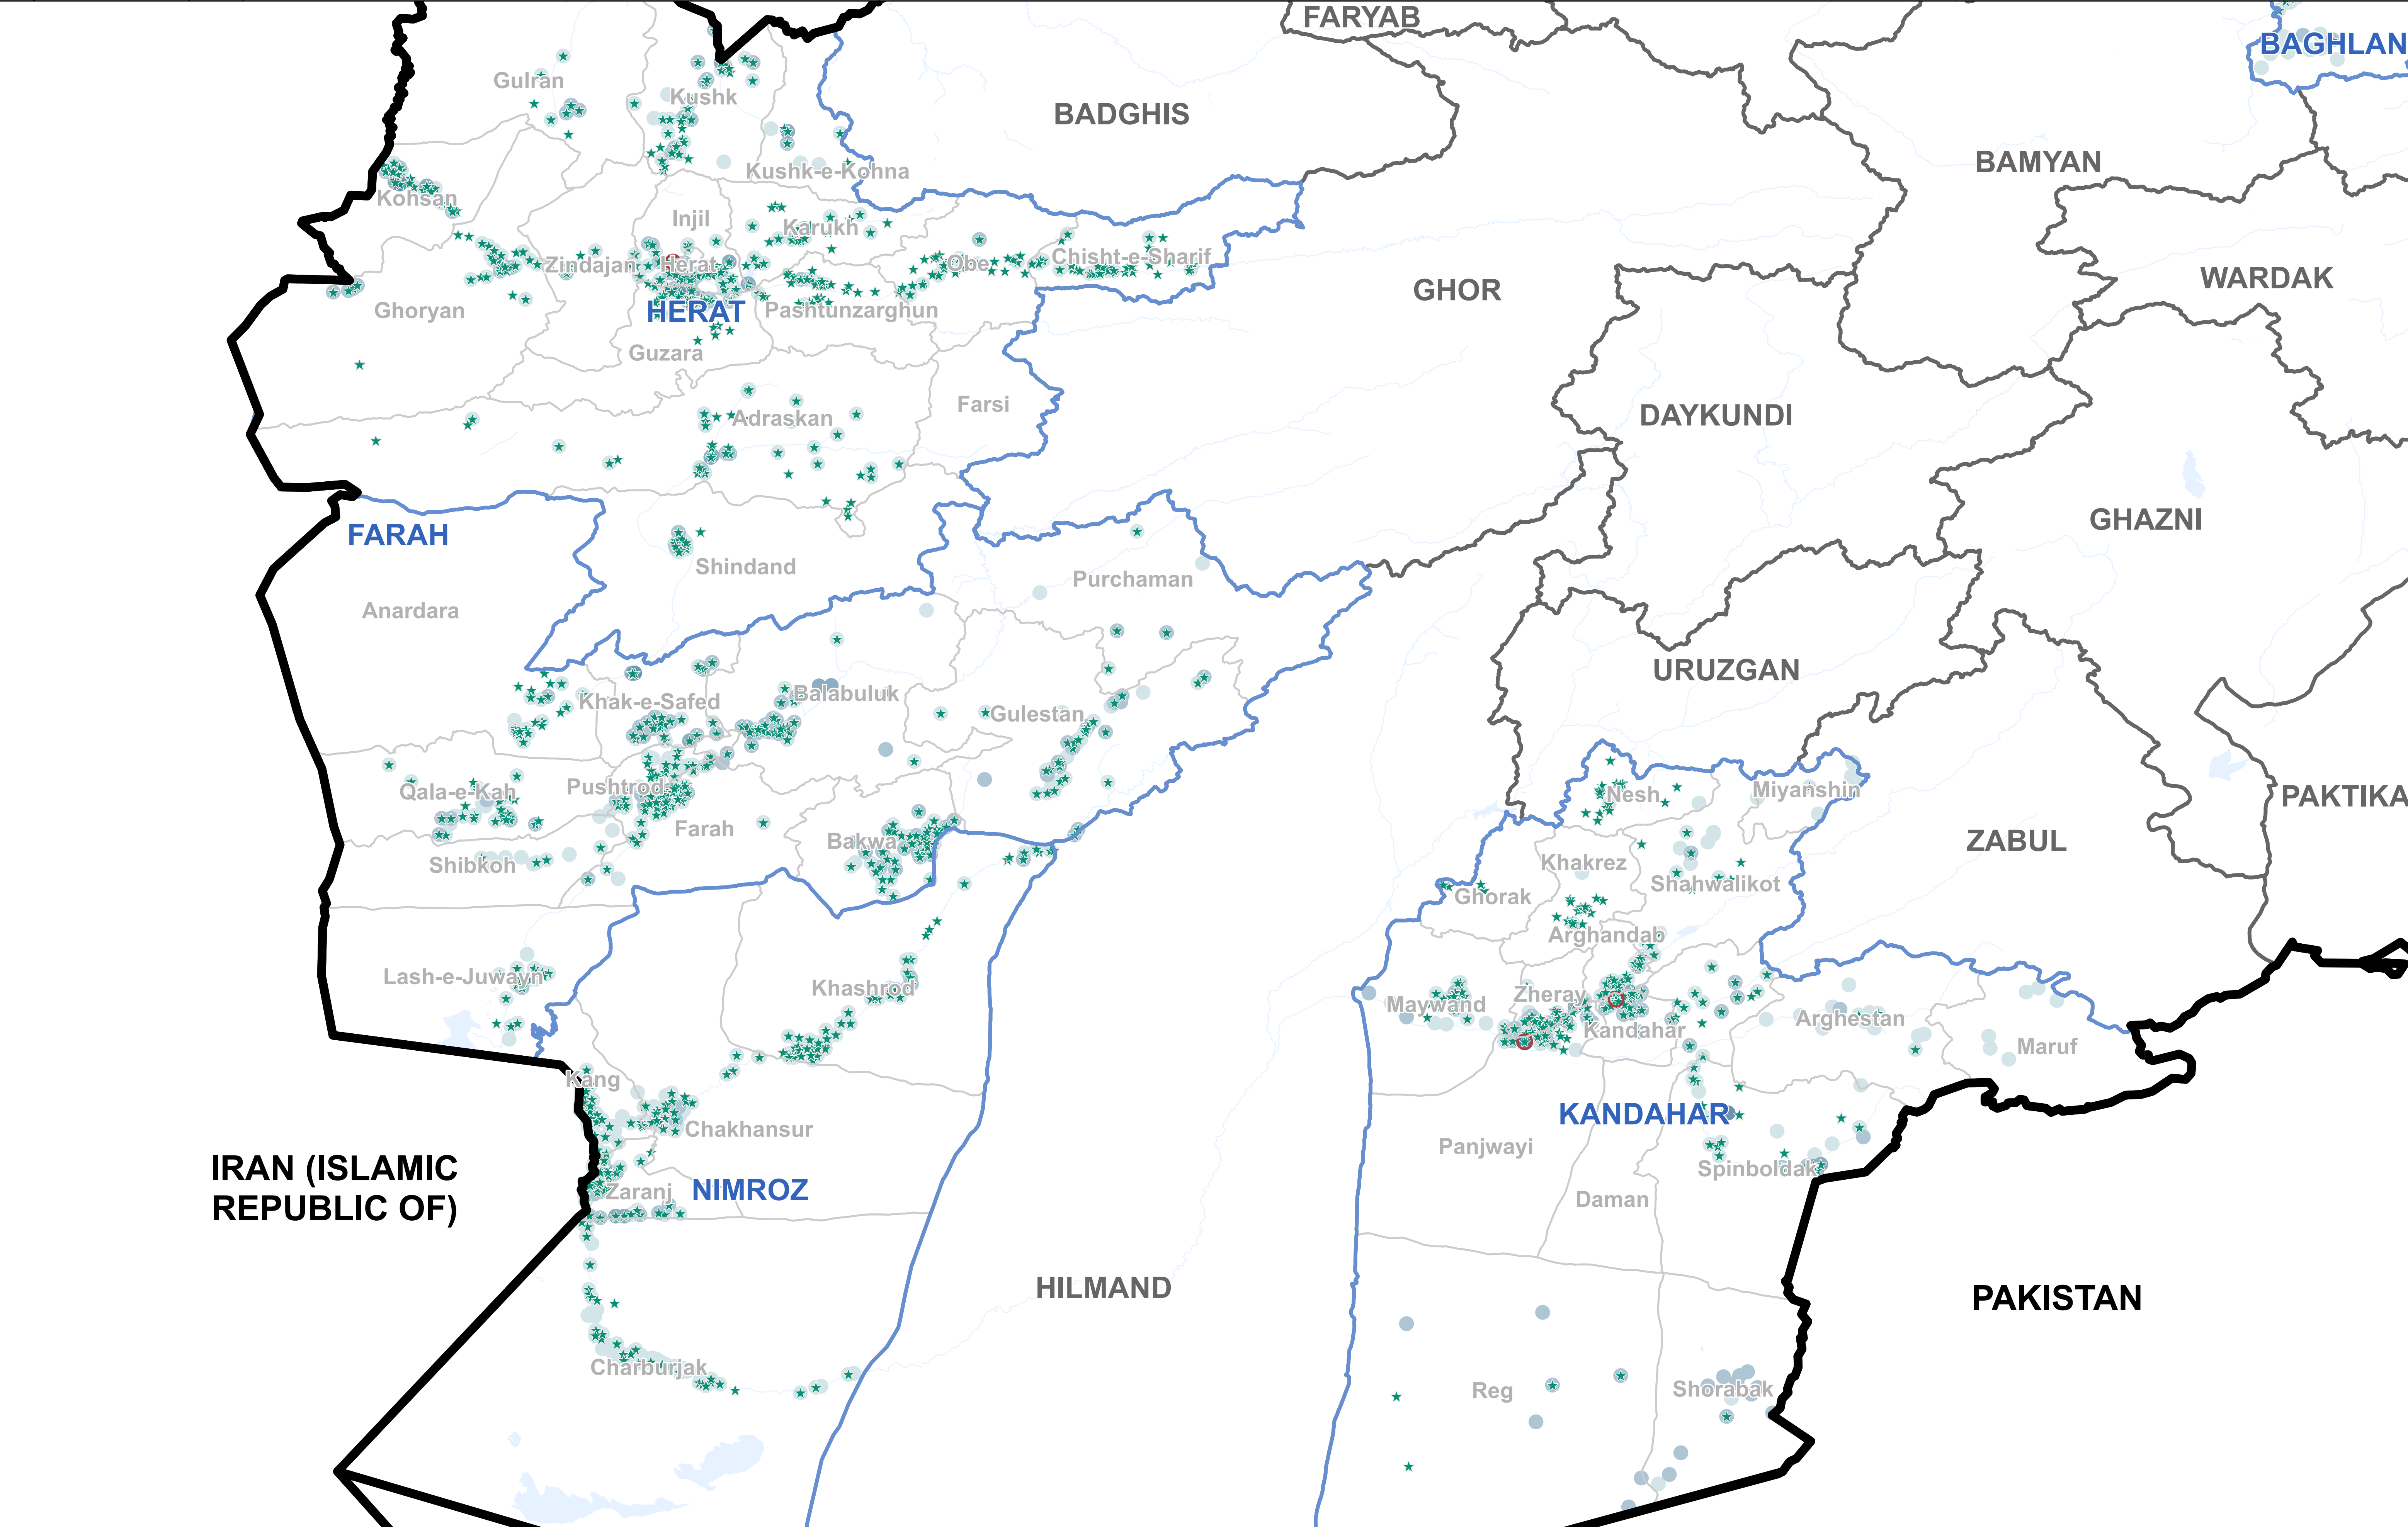 FARYAB
BAGHLAN
Gulran
Kushk
BADGHIS
BAMYAN
Kushk-e-Kohna
Kohsan
Injil
Karukh
Zindajan
Herat
Obe
Chisht-e-Sharif
WARDAK
GHOR
Ghoryan
HERAT
Pashtunzarghun
Guzara
Farsi
Adraskan
DAYKUNDI
GHAZNI
FARAH
Shindand
Purchaman
Anardara
URUZGAN
Khak-e-Safed
Balabuluk
Gulestan
Qala-e-Kah
Pushtrod
Nesh
Miyanshin
PAKTIKA
Farah
Bakwa
ZABUL
Shibkoh
Khakrez
Shahwalikot
Ghorak
Arghandab
Lash-e-Juwayn
Khashrod
Maywand
Zheray
Kandahar
Arghestan
Maruf
Kang
Chakhansur
KANDAHAR
Panjwayi
IRAN (ISLAMIC
REPUBLIC OF)
Zaranj
NIMROZ
Spinboldak
Daman
HILMAND
PAKISTAN
Charburjak
Reg
Shorabak